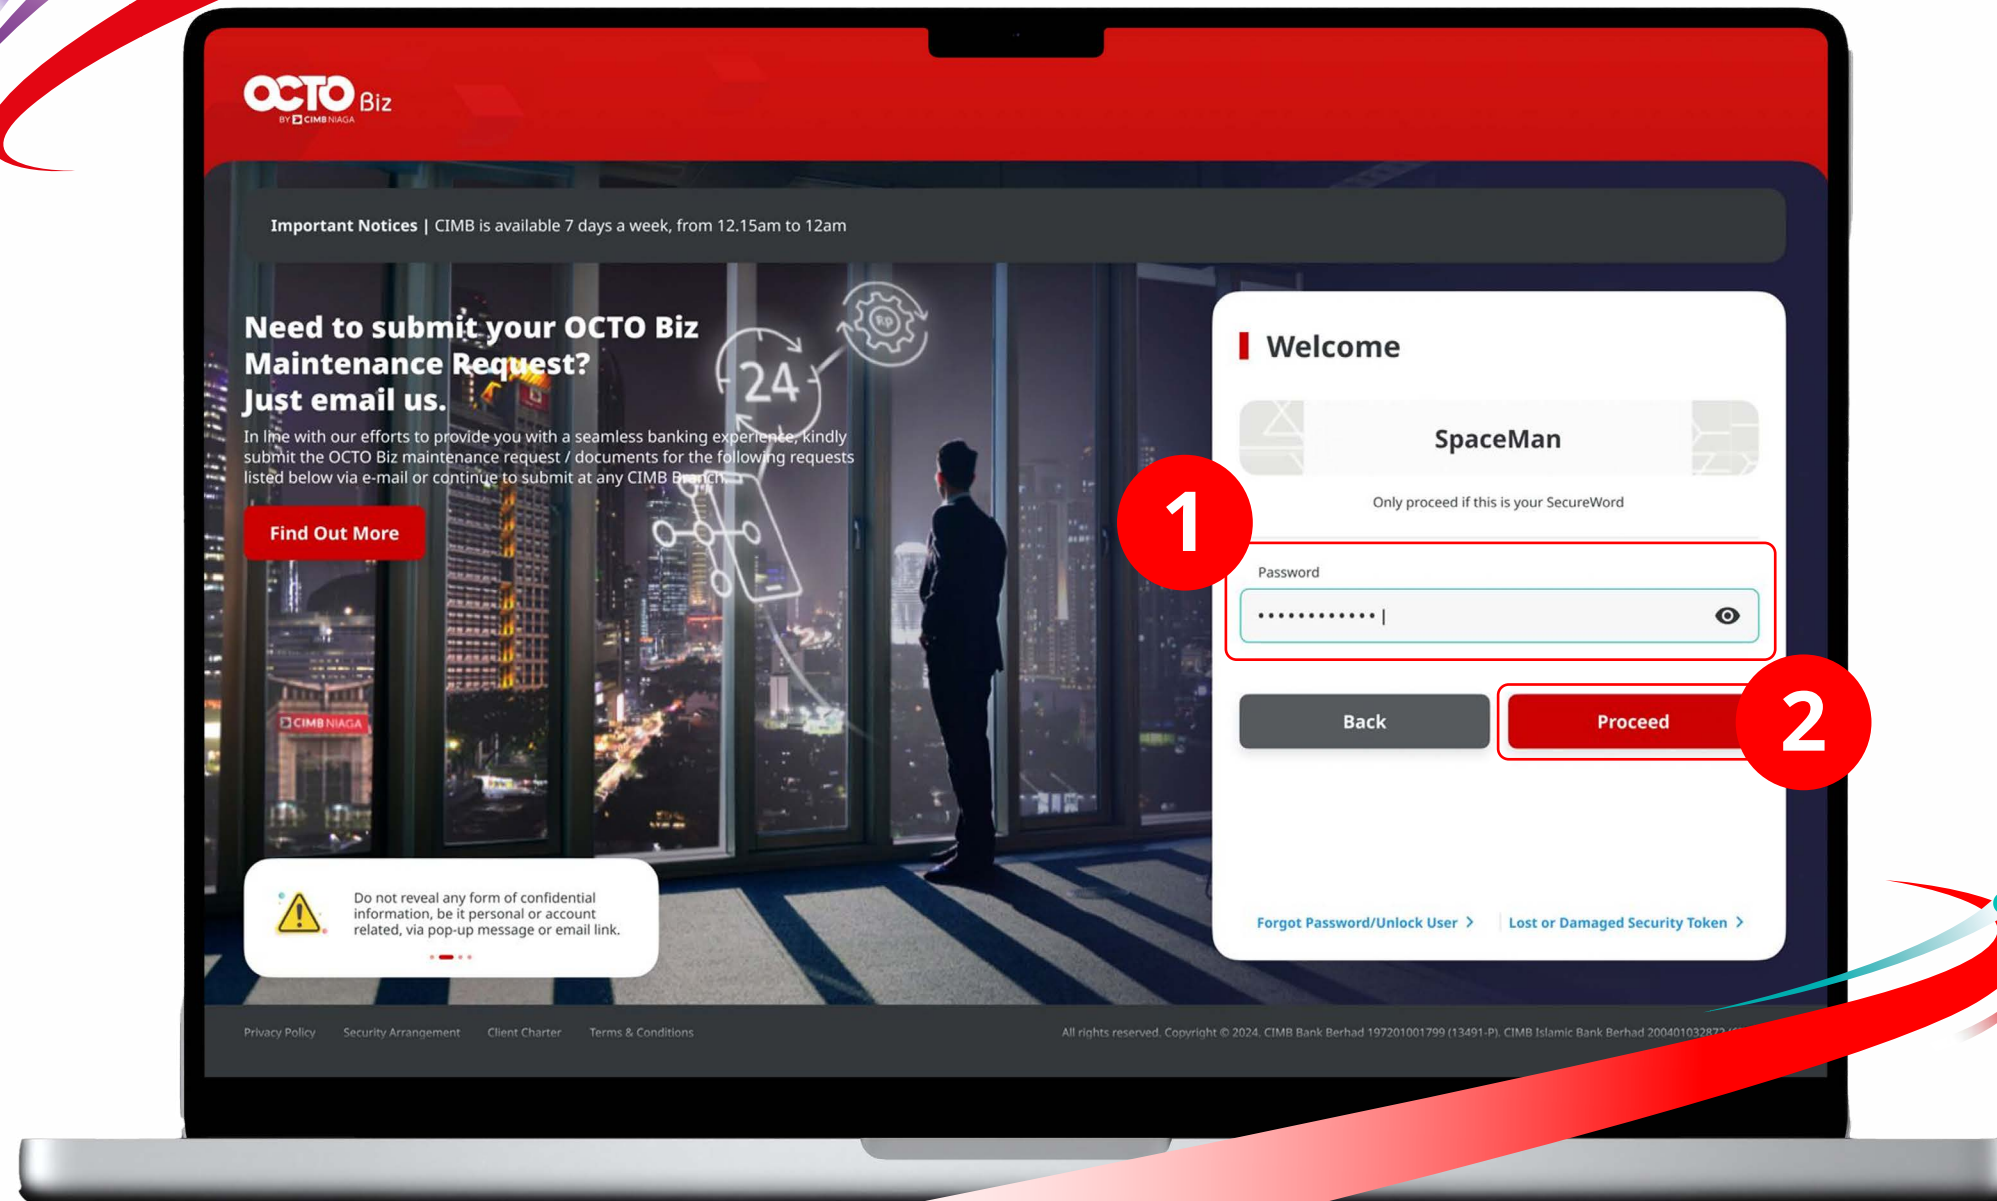 OCTO Biz
BY CIMB NIAGA
Important Notices | CIMB is available 7 days a week, from 12.15am to 12am
Need to submit your OCTO Biz
Maintenance Request?
Just email us.
In line with our efforts to provide you with a seamless banking experience, kindly
submit the OCTO Biz maintenance request / documents for the following requests
listed below via e-mail or continue to submit at any CIMB Branch.
Find Out More
24
RP
CIMB NIAGA
Do not reveal any form of confidential
information, be it personal or account
related, via pop-up message or email link.
Welcome
SpaceMan
Only proceed if this is your SecureWord
1
Password
••••••••••••
Back
Proceed
2
Forgot Password/Unlock User >
Lost or Damaged Security Token >
Privacy Policy
Security Arrangement
Client Charter
Terms & Conditions
All rights reserved. Copyright © 2024. CIMB Bank Berhad 197201001799 (13491-P). CIMB Islamic Bank Berhad 200401032872